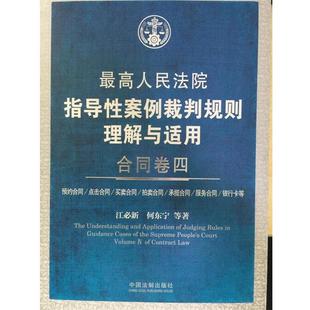 最高人民法院
指导性案例裁判规则
理解与适用
合同卷四
预约合同/点击合同/买卖合同/拍卖合同/承揽合同/服务合同/银行卡等
江必新 何东宁 等著
The Understanding and Application of Judging Rules in
Guidance Cases of the Supreme People's Court
Volume Ⅳ of Contract Law
中国法制出版社
CHINA LEGAL PUBLISHING HOUSE